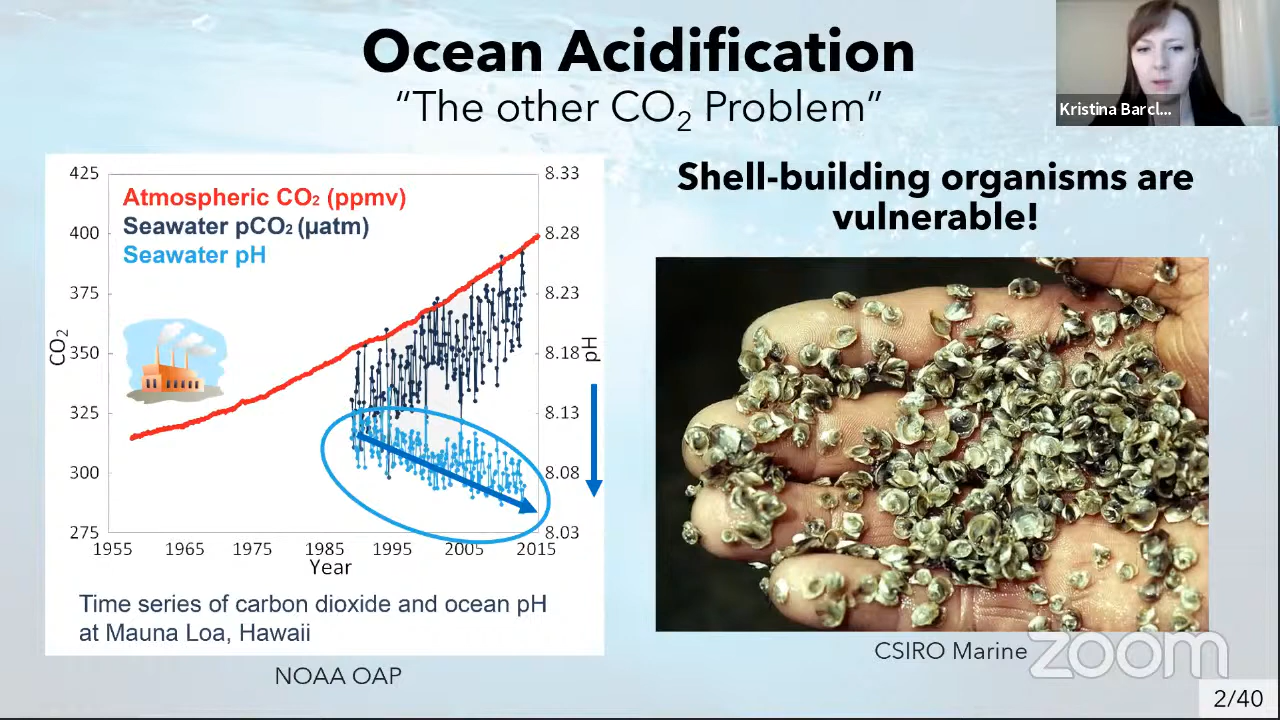 Ocean Acidification
“The other CO₂ Problem”
Kristina Barcl...
Shell-building organisms are
vulnerable!
425
400
375
350
325
300
275
CO₂
Atmospheric CO₂ (ppmv)
Seawater pCO₂ (µatm)
Seawater pH
8.33
8.28
8.23
8.18
8.13
8.08
8.03
pH
1955
1965
1975
1985
1995
2005
2015
Year
Time series of carbon dioxide and ocean pH
at Mauna Loa, Hawaii
NOAA OAP
CSIRO Marine
zoom
2/40